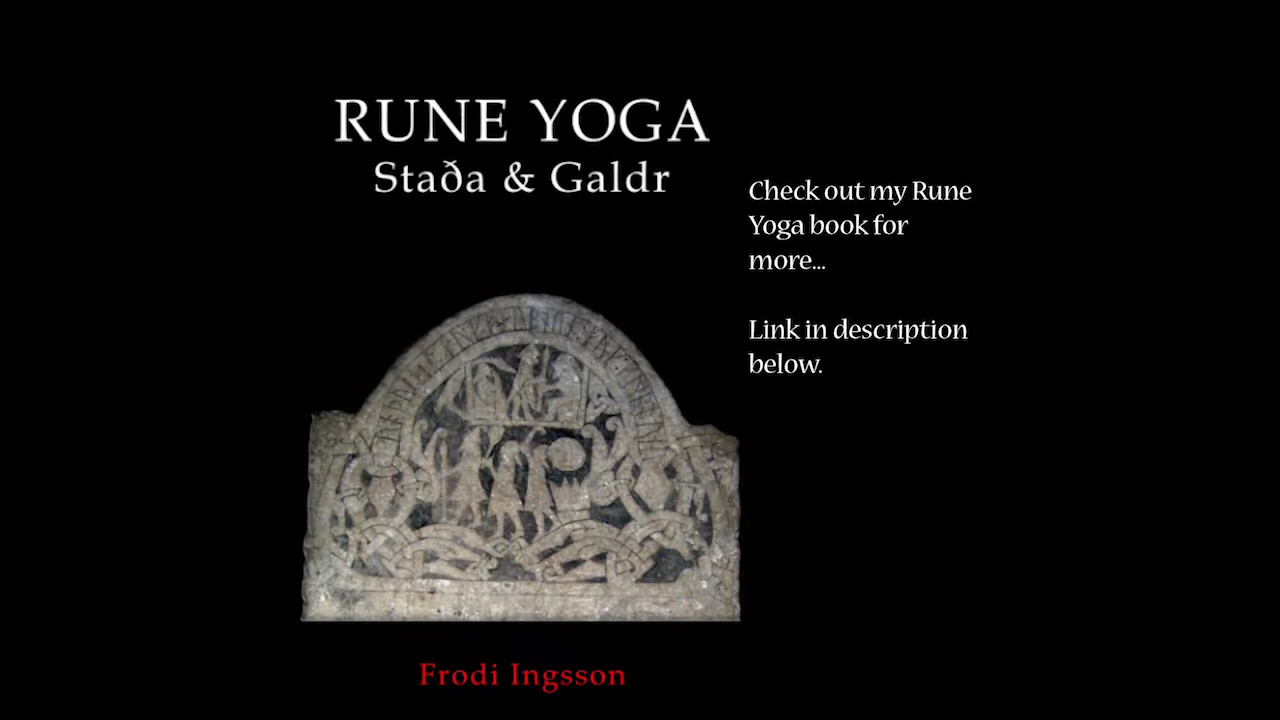 RUNE YOGA
Staða & Galdr
Check out my Rune
Yoga book for
more...
Link in description
below.
Frodi Ingsson